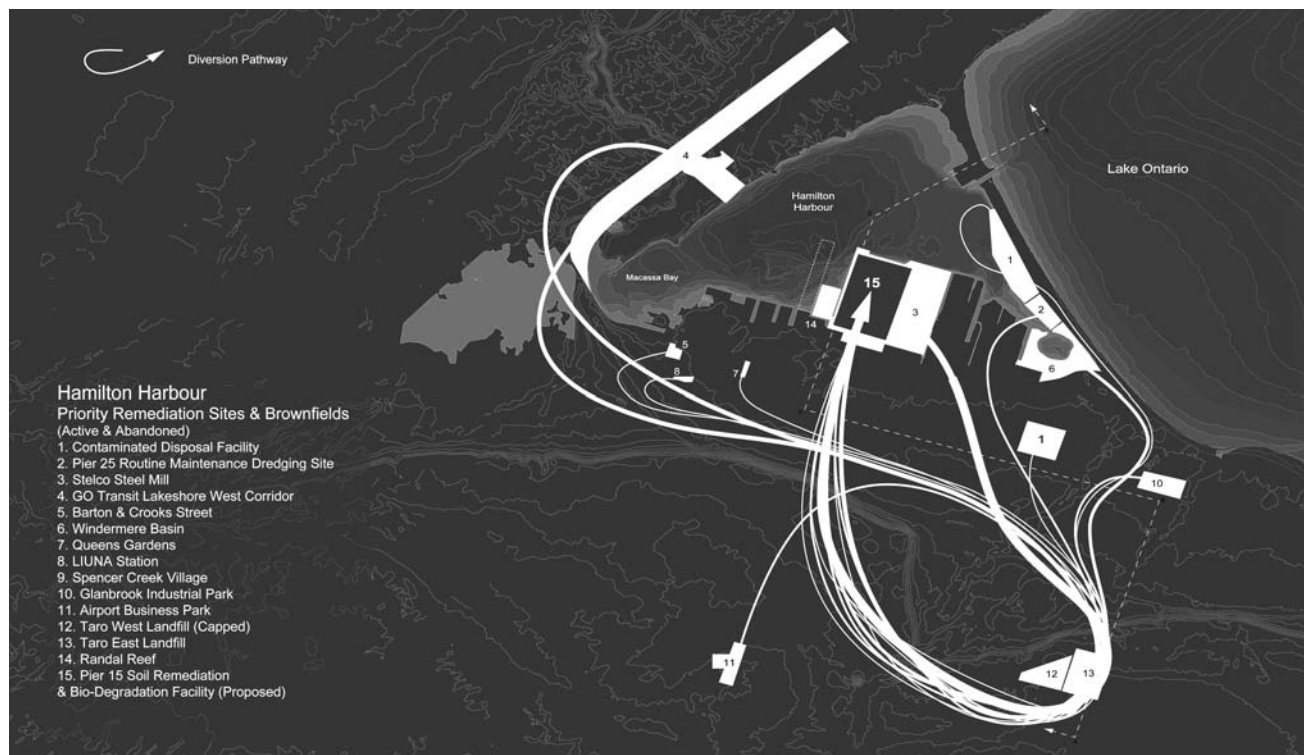 Diversion Pathway
Lake Ontario
Hamilton
Harbour
Macassa Bay
4
15
3
14
1
2
6
5
8
7
1
10
11
12
13
Hamilton Harbour
Priority Remediation Sites & Brownfields
(Active & Abandoned)
1. Contaminated Disposal Facility
2. Pier 25 Routine Maintenance Dredging Site
3. Stelco Steel Mill
4. GO Transit Lakeshore West Corridor
5. Barton & Crooks Street
6. Windermere Basin
7. Queens Gardens
8. LIUNA Station
9. Spencer Creek Village
10. Glanbrook Industrial Park
11. Airport Business Park
12. Taro West Landfill (Capped)
13. Taro East Landfill
14. Randal Reef
15. Pier 15 Soil Remediation
& Bio-Degradation Facility (Proposed)